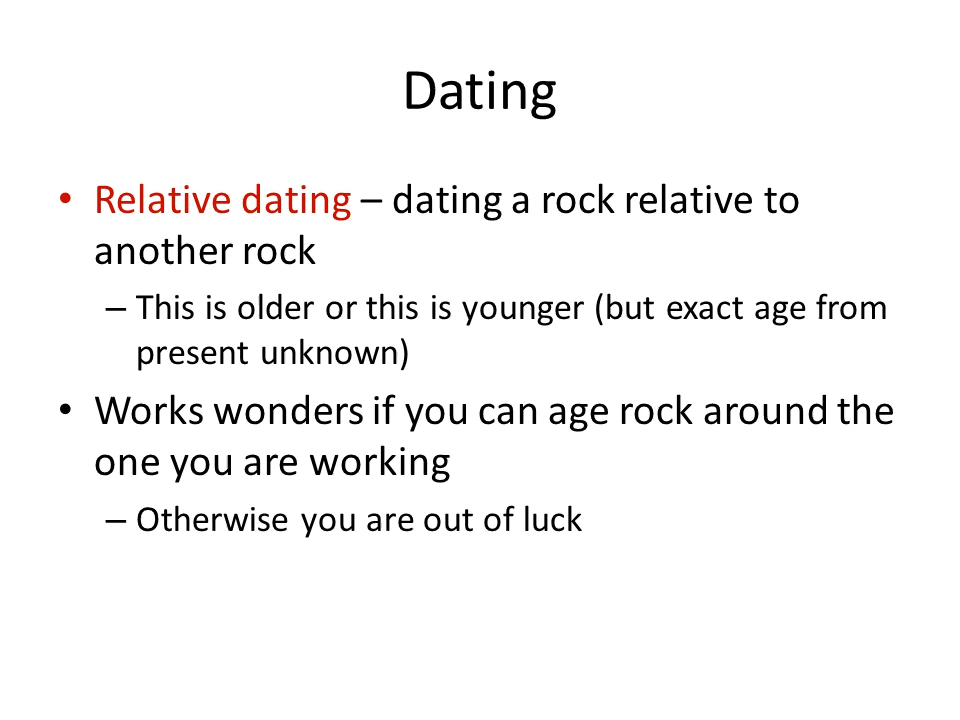 Dating
• Relative dating – dating a rock relative to
another rock
– This is older or this is younger (but exact age from
present unknown)
• Works wonders if you can age rock around the
one you are working
– Otherwise you are out of luck